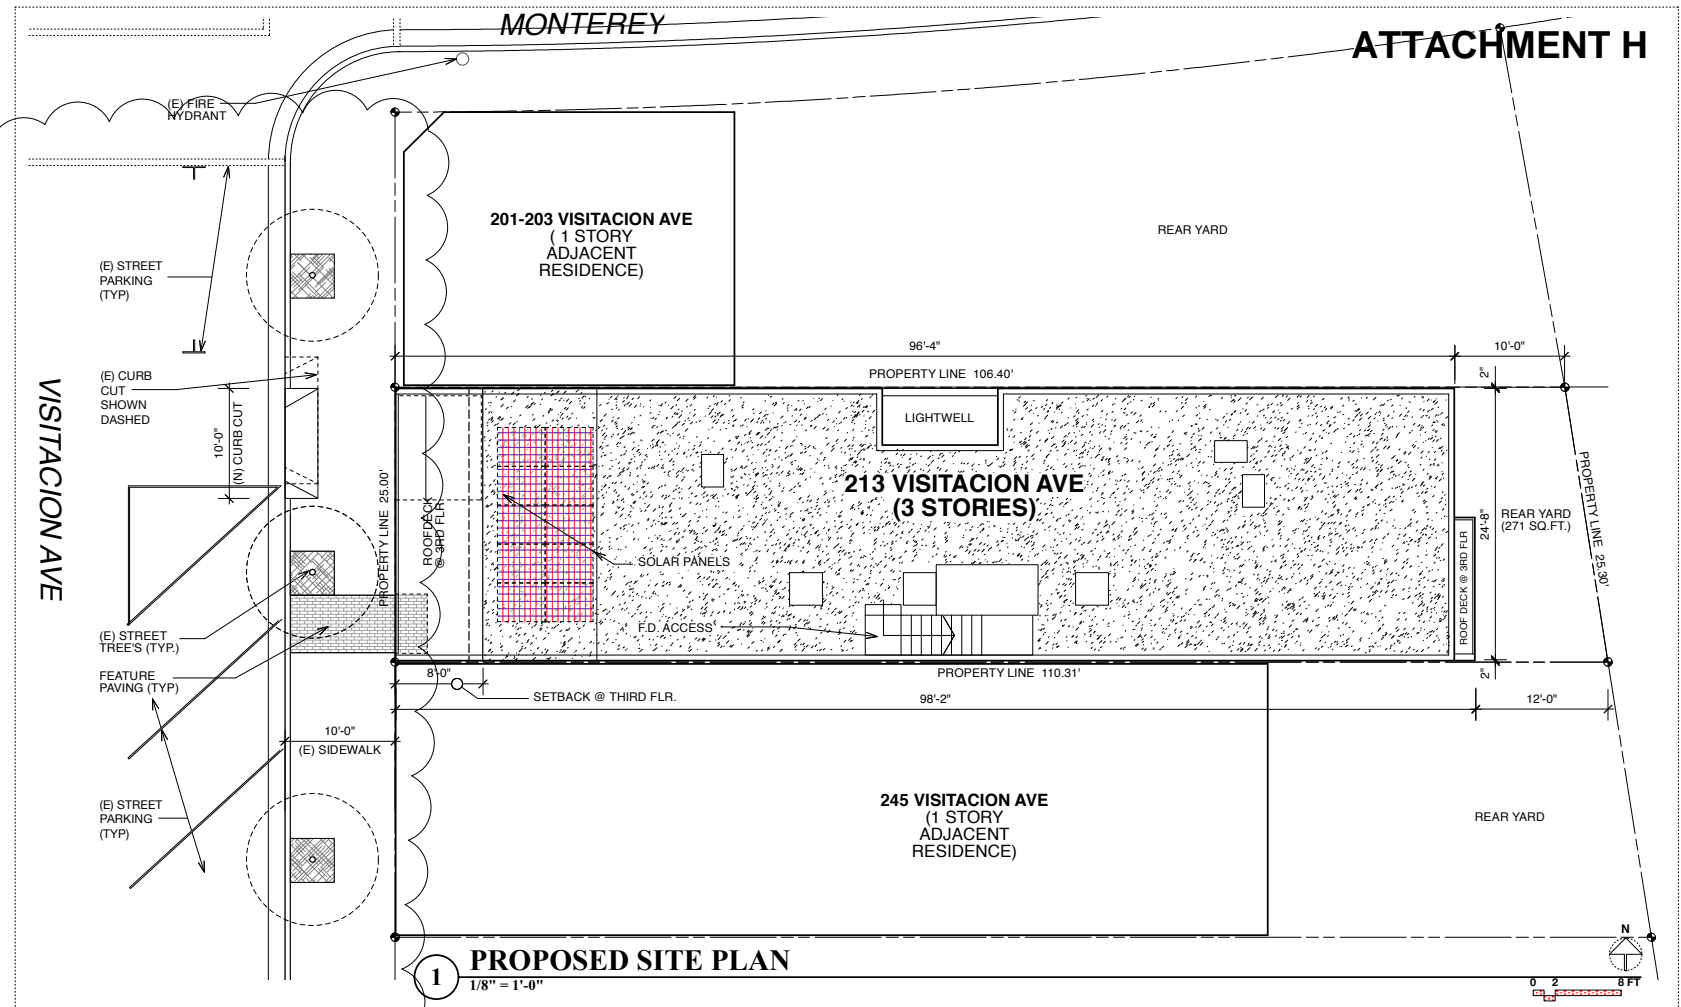 MONTEREY
ATTACHMENT H
(E) FIRE
HYDRANT
201-203 VISITACION AVE
( 1 STORY
ADJACENT
RESIDENCE)
REAR YARD
(E) STREET
PARKING
(TYP)
96'-4"
10'-0"
PROPERTY LINE 106.40'
2"
(E) CURB
CUT
SHOWN
DASHED
10'-0"
(N) CURB CUT
VISITACION AVE
PROPERTY LINE 25.00'
ROOF DECK
@ 3RD FLR
LIGHTWELL
213 VISITACION AVE
(3 STORIES)
SOLAR PANELS
F.D. ACCESS
ROOF DECK @ 3RD FLR
24'-8"
REAR YARD
(271 SQ.FT.)
PROPERTY LINE 25.30'
(E) STREET
TREE'S (TYP.)
FEATURE
PAVING (TYP)
8'-0"
SETBACK @ THIRD FLR.
PROPERTY LINE 110.31'
2"
98'-2"
12'-0"
10'-0"
(E) SIDEWALK
(E) STREET
PARKING
(TYP)
245 VISITACION AVE
(1 STORY
ADJACENT
RESIDENCE)
REAR YARD
1
PROPOSED SITE PLAN
1/8" = 1'-0"
N
0 2 8 FT